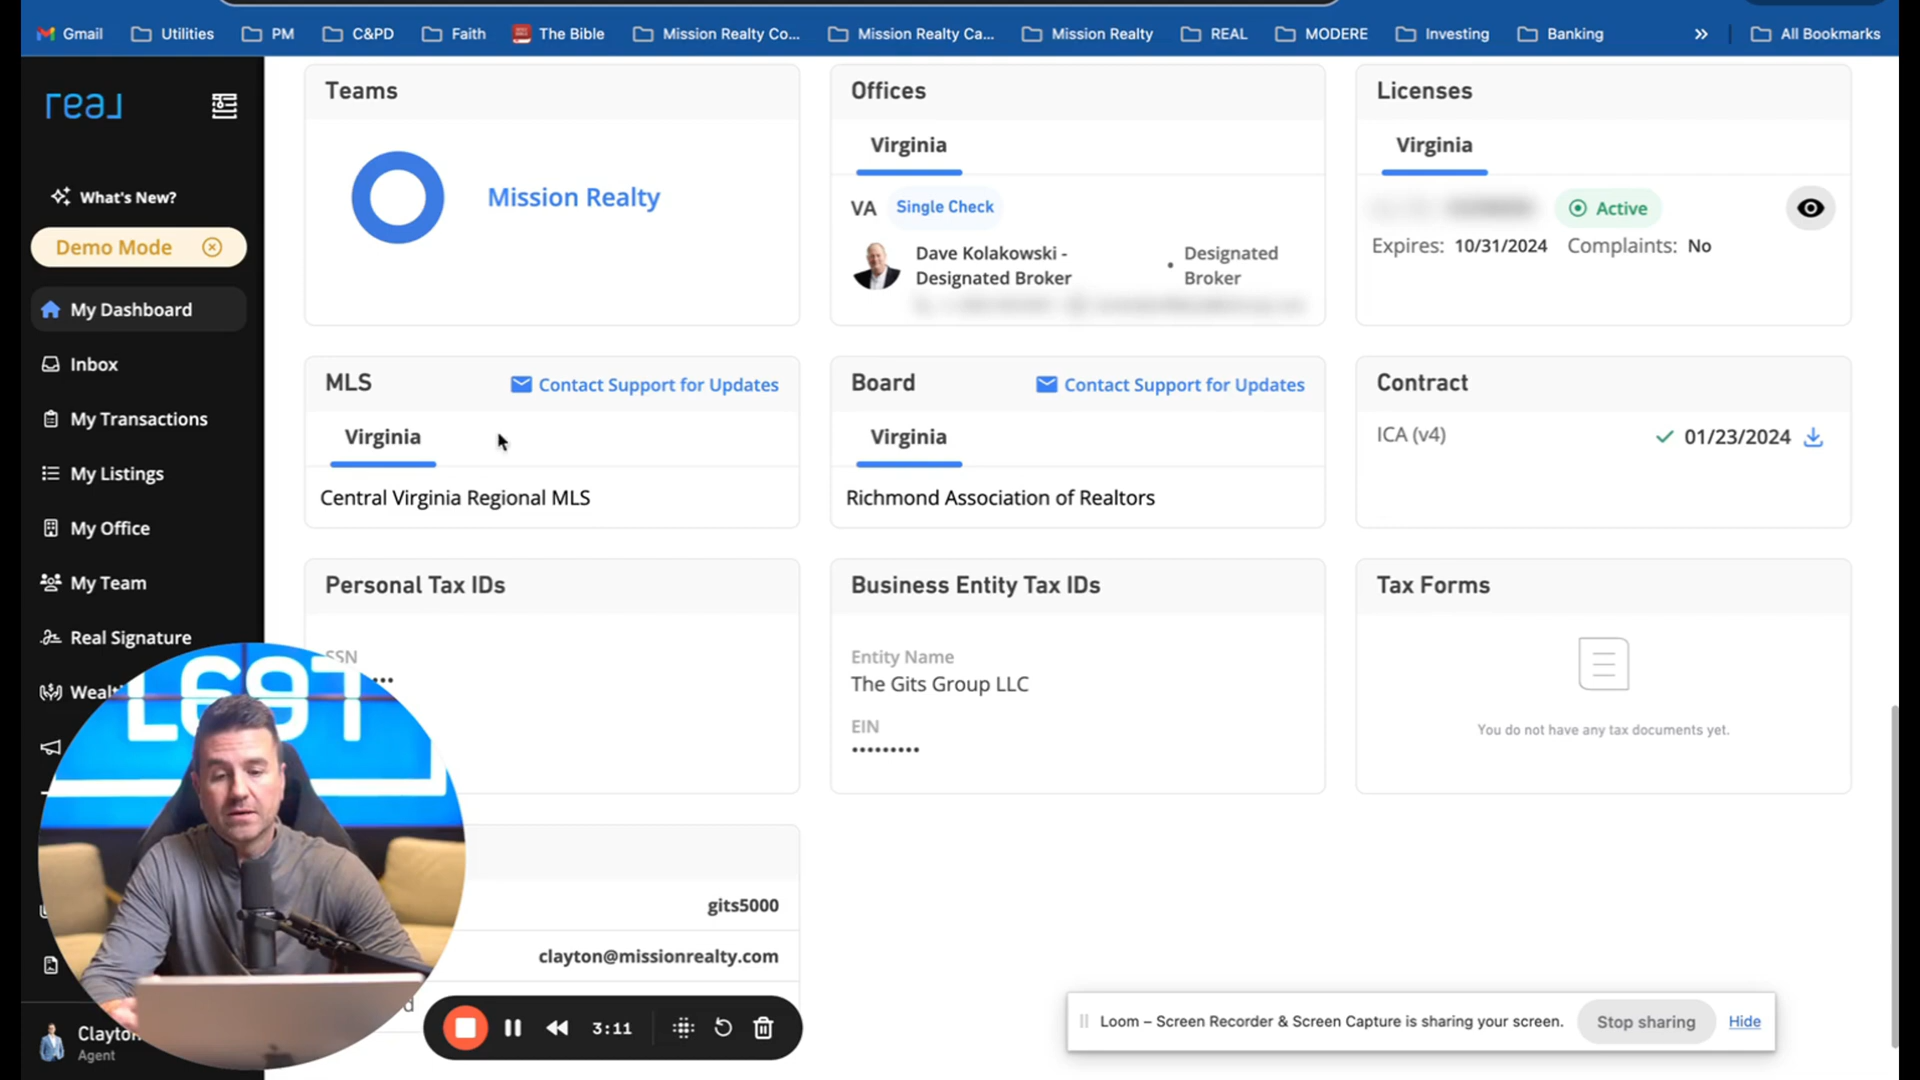 Gmail
Utilities
PM
C&PD
Faith
The Bible
Mission Realty Co...
Mission Realty Ca...
Mission Realty
REAL
MODERE
Investing
Banking
»
All Bookmarks
real
What's New?
Demo Mode
My Dashboard
Inbox
My Transactions
My Listings
My Office
My Team
Real Signature
Clayton
Agent
Teams
Mission Realty
Offices
Virginia
VA
Single Check
Dave Kolakowski -
Designated Broker
• Designated
Broker
Licenses
Virginia
Active
Expires: 10/31/2024 Complaints: No
MLS
Contact Support for Updates
Virginia
Central Virginia Regional MLS
Board
Contact Support for Updates
Virginia
Richmond Association of Realtors
Contract
ICA (v4)
01/23/2024
Personal Tax IDs
SSN
Business Entity Tax IDs
Entity Name
The Gits Group LLC
EIN
•••••••••
Tax Forms
You do not have any tax documents yet.
gits5000
clayton@missionrealty.com
3:11
Loom – Screen Recorder & Screen Capture is sharing your screen.
Stop sharing
Hide